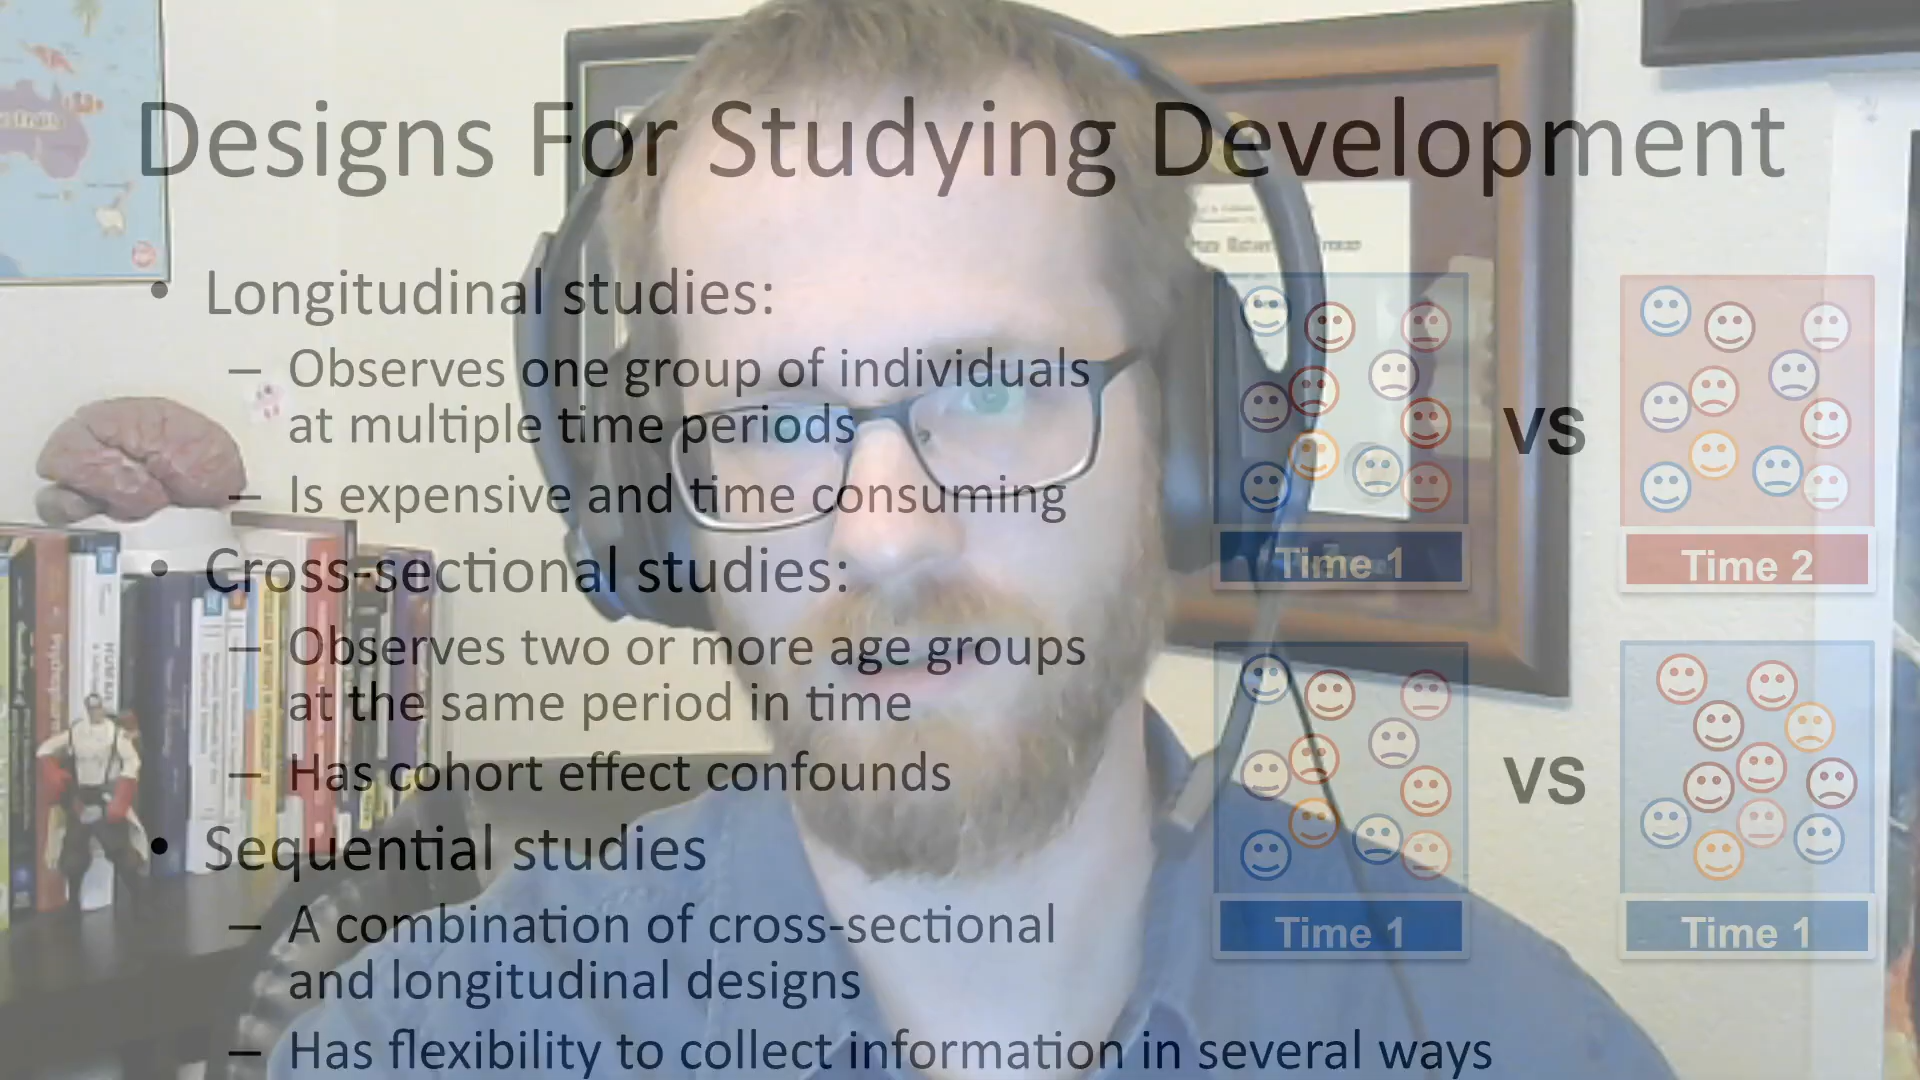 Designs For Studying Development
• Longitudinal studies:
– Observes one group of individuals
at multiple time periods
– Is expensive and time consuming
• Cross-sectional studies:
– Observes two or more age groups
at the same period in time
– Has cohort effect confounds
• Sequential studies
– A combination of cross-sectional
and longitudinal designs
– Has flexibility to collect information in several ways
VS
Time 1
Time 2
VS
Time 1
Time 1